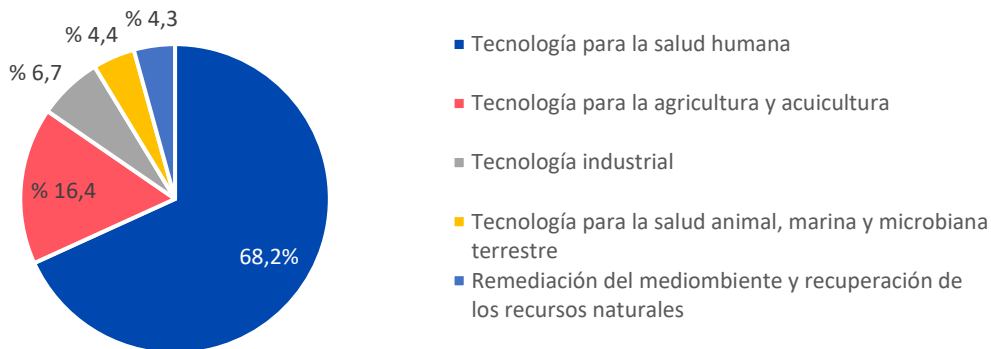 % 4,3
% 4,4
% 6,7
% 16,4
68,2%
Tecnología para la salud humana
Tecnología para la agricultura y acuicultura
Tecnología industrial
Tecnología para la salud animal, marina y microbiana
terrestre
Remediación del mediombiente y recuperación de
los recursos naturales